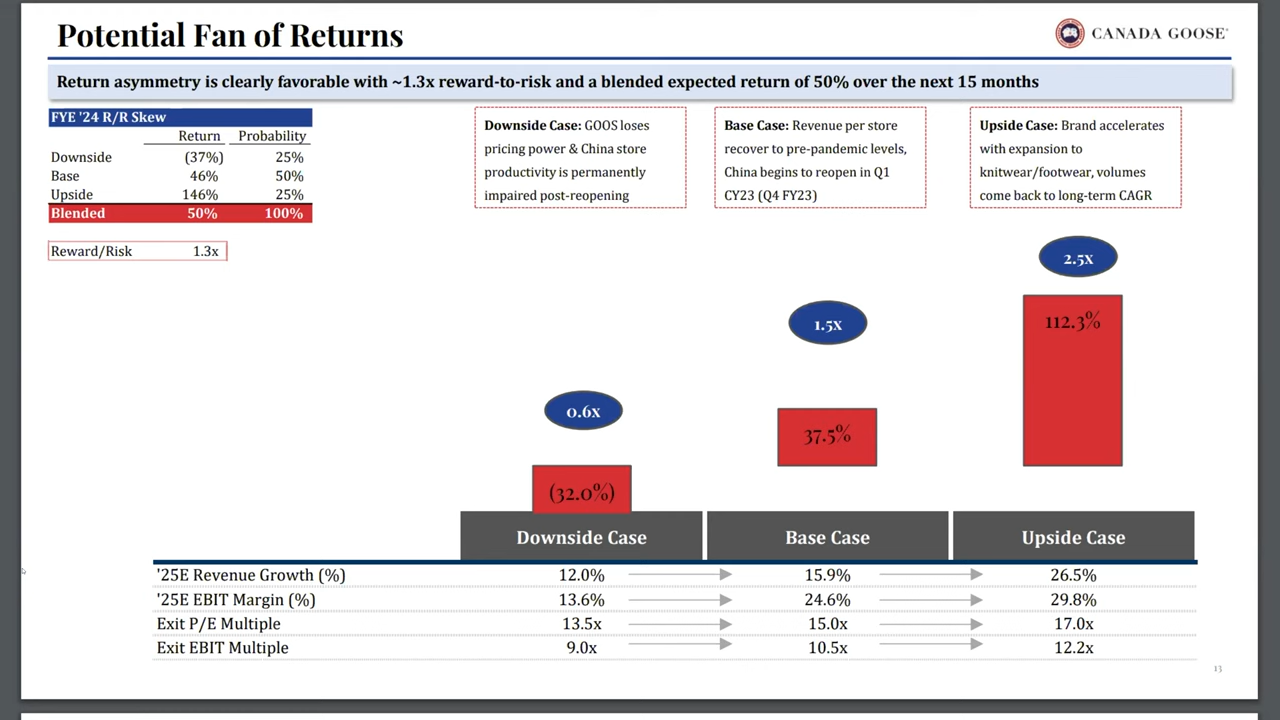 Potential Fan of Returns
CANADA GOOSE
Return asymmetry is clearly favorable with ~1.3x reward-to-risk and a blended expected return of 50% over the next 15 months
FYE '24 R/R Skew
Return Probability
Downside (37%) 25%
Base 46% 50%
Upside 146% 25%
Blended 50% 100%
Reward/Risk 1.3x
Downside Case: GOOS loses
pricing power & China store
productivity is permanently
impaired post-reopening
Base Case: Revenue per store
recover to pre-pandemic levels,
China begins to reopen in Q1
CY23 (Q4 FY23)
Upside Case: Brand accelerates
with expansion to
knitwear/footwear, volumes
come back to long-term CAGR
0.6x
1.5x
2.5x
(32.0%)
37.5%
112.3%
Downside Case Base Case Upside Case
'25E Revenue Growth (%) 12.0% 15.9% 26.5%
'25E EBIT Margin (%) 13.6% 24.6% 29.8%
Exit P/E Multiple 13.5x 15.0x 17.0x
Exit EBIT Multiple 9.0x 10.5x 12.2x
13